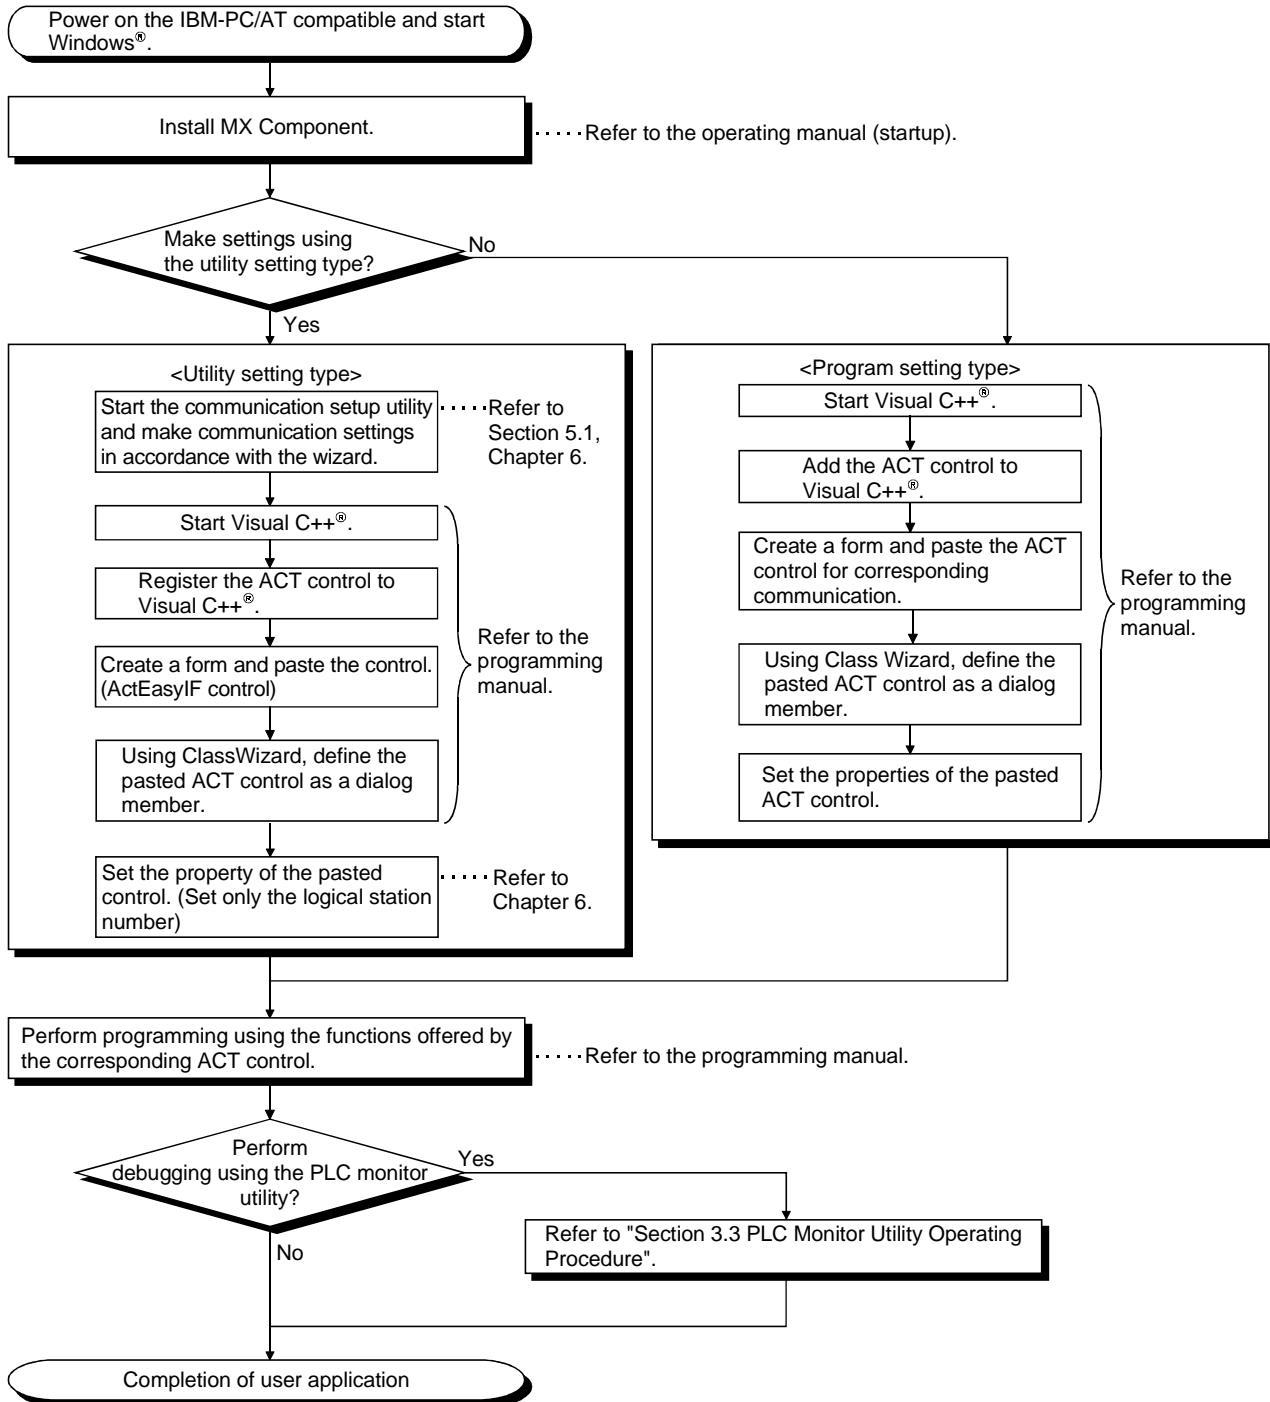 Power on the IBM-PC/AT compatible and start
Windows®.
Install MX Component.
Refer to the operating manual (startup).
Make settings using
the utility setting type?
No
Yes
<Utility setting type>
Start the communication setup utility
and make communication settings
in accordance with the wizard.
Refer to
Section 5.1,
Chapter 6.
Start Visual C++®.
Register the ACT control to
Visual C++®.
Create a form and paste the control.
(ActEasyIF control)
Using ClassWizard, define the
pasted ACT control as a dialog
member.
Refer to the
programming
manual.
Set the property of the pasted
control. (Set only the logical station
number)
Refer to
Chapter 6.
<Program setting type>
Start Visual C++®.
Add the ACT control to
Visual C++®.
Create a form and paste the ACT
control for corresponding
communication.
Using Class Wizard, define the
pasted ACT control as a dialog
member.
Set the properties of the pasted
ACT control.
Refer to the
programming
manual.
Perform programming using the functions offered by
the corresponding ACT control.
Refer to the programming manual.
Perform
debugging using the PLC monitor
utility?
Yes
No
Refer to "Section 3.3 PLC Monitor Utility Operating
Procedure".
Completion of user application